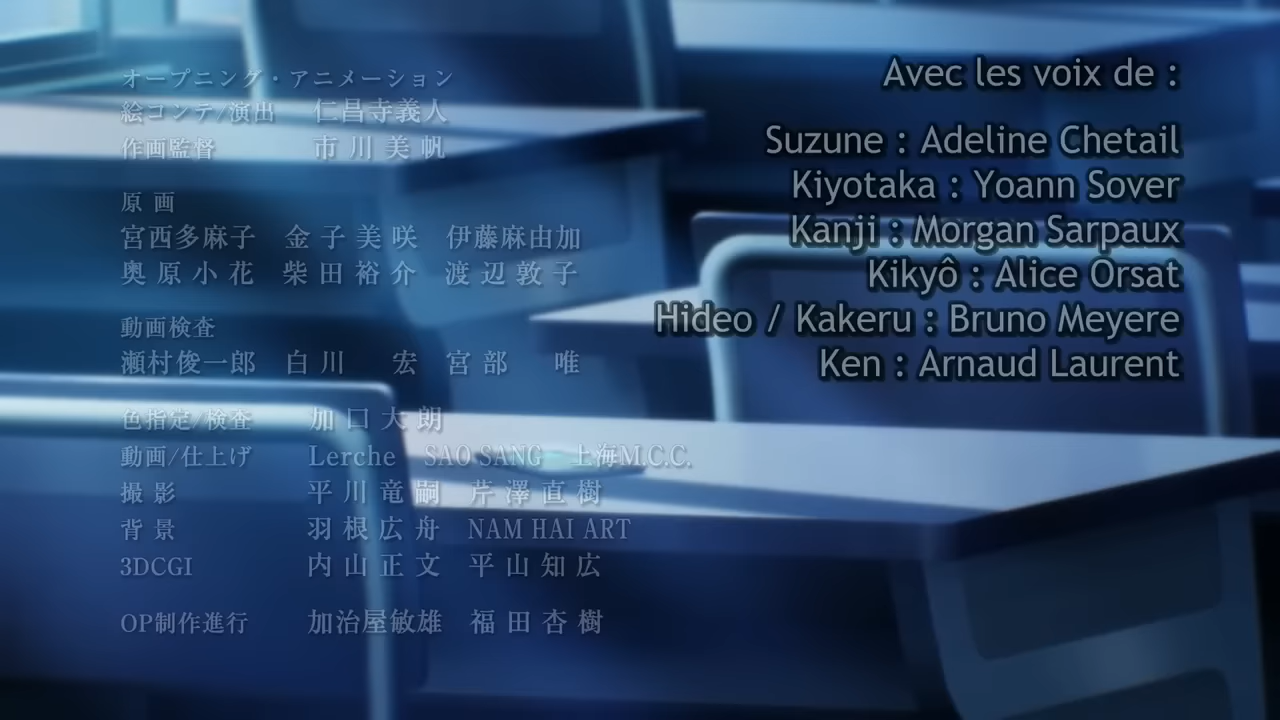 オープニング・アニメーション
絵コンテ/演出 仁昌寺義人
作画監督 市川美帆
原画
宮西多麻子 金子美咲 伊藤麻由加
奥原小花 柴田裕介 渡辺敦子
動画検査
瀬村俊一郎 白川 宏 宮部 唯
色指定/検査 加口大朗
動画/仕上げ Lerche SAO SANG 上海M.C.C.
撮影 平川竜嗣 芹澤直樹
背景 羽根広舟 NAM HAI ART
3DCGI 内山正文 平山知広
OP制作進行 加治屋敏雄 福田杏樹
Avec les voix de :
Suzune : Adeline Chetail
Kiyotaka : Yoann Sover
Kanji : Morgan Sarpaux
Kikyô : Alice Orsat
Hideo / Kakeru : Bruno Meyere
Ken : Arnaud Laurent